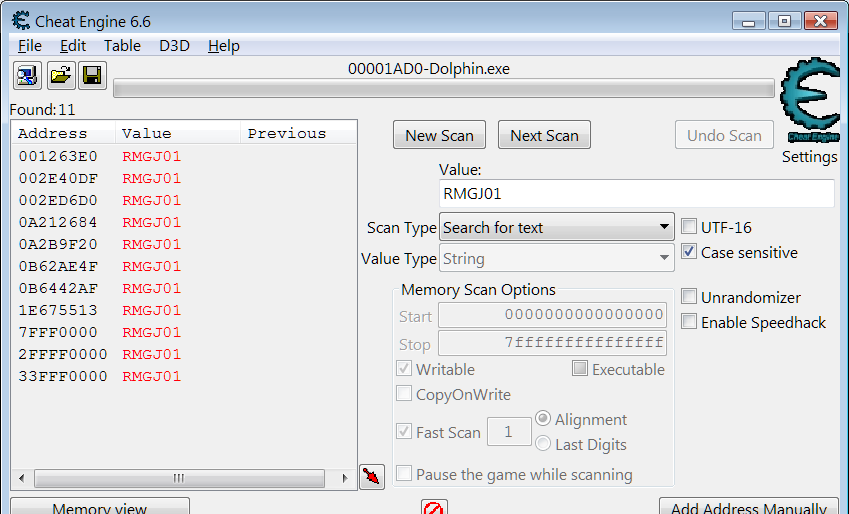 Cheat Engine 6.6
File Edit Table D3D Help
00001AD0-Dolphin.exe
Found:11
Address Value Previous
001263E0 RMGJ01
002E40DF RMGJ01
002ED6D0 RMGJ01
0A212684 RMGJ01
0A2B9F20 RMGJ01
0B62AE4F RMGJ01
0B6442AF RMGJ01
1E675513 RMGJ01
7FFF0000 RMGJ01
2FFFF0000 RMGJ01
33FFF0000 RMGJ01
New Scan Next Scan Undo Scan
Cheat Engine
Settings
Value:
RMGJ01
Scan Type Search for text
UTF-16
Value Type String
Case sensitive
Memory Scan Options
Start 0000000000000000
Stop 7fffffffffffffff
Unrandomizer
Enable Speedhack
Writable Executable
CopyOnWrite
Fast Scan 1 Alignment
Last Digits
Pause the game while scanning
Memory view Add Address Manually